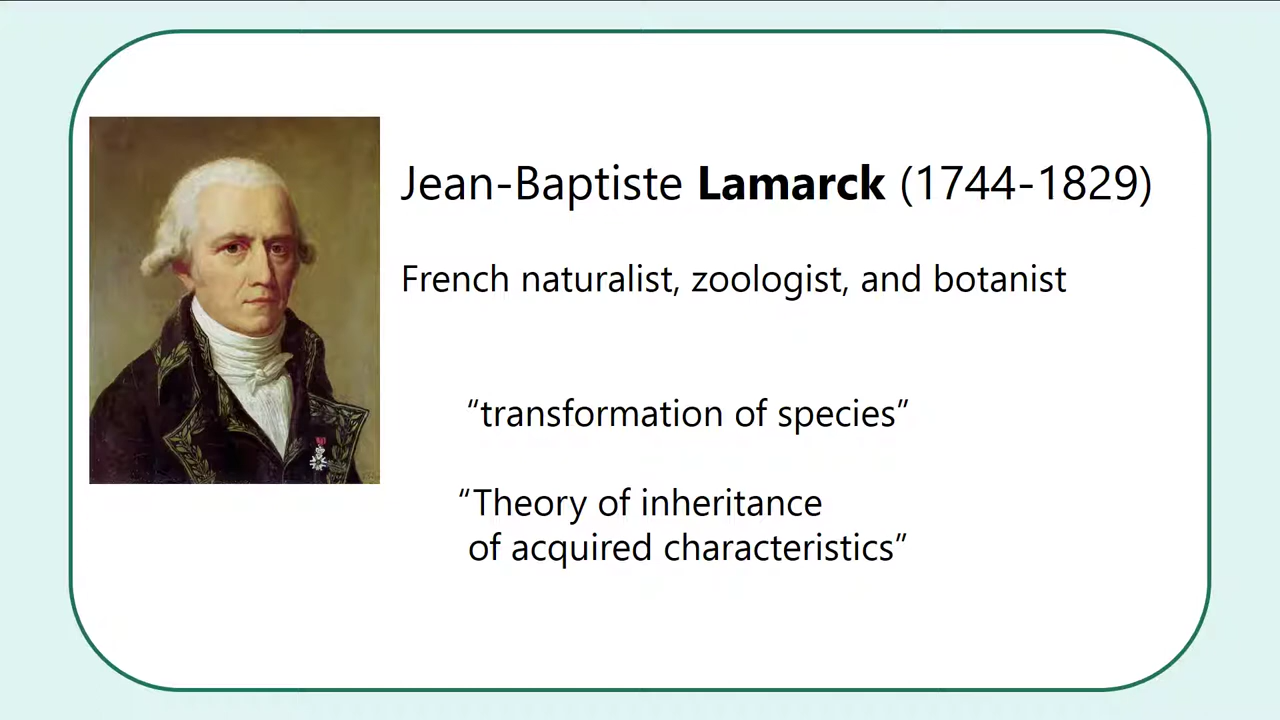 Jean-Baptiste Lamarck (1744-1829)
French naturalist, zoologist, and botanist
“transformation of species”
“Theory of inheritance
of acquired characteristics”